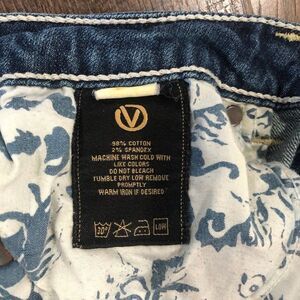 V
98% COTTON
2% SPANDEX
MACHINE WASH COLD WITH
LIKE COLORS
DO NOT BLEACH
TUMBLE DRY LOW REMOVE
PROMPTLY
WARM IRON IF DESIRED
30° LOW